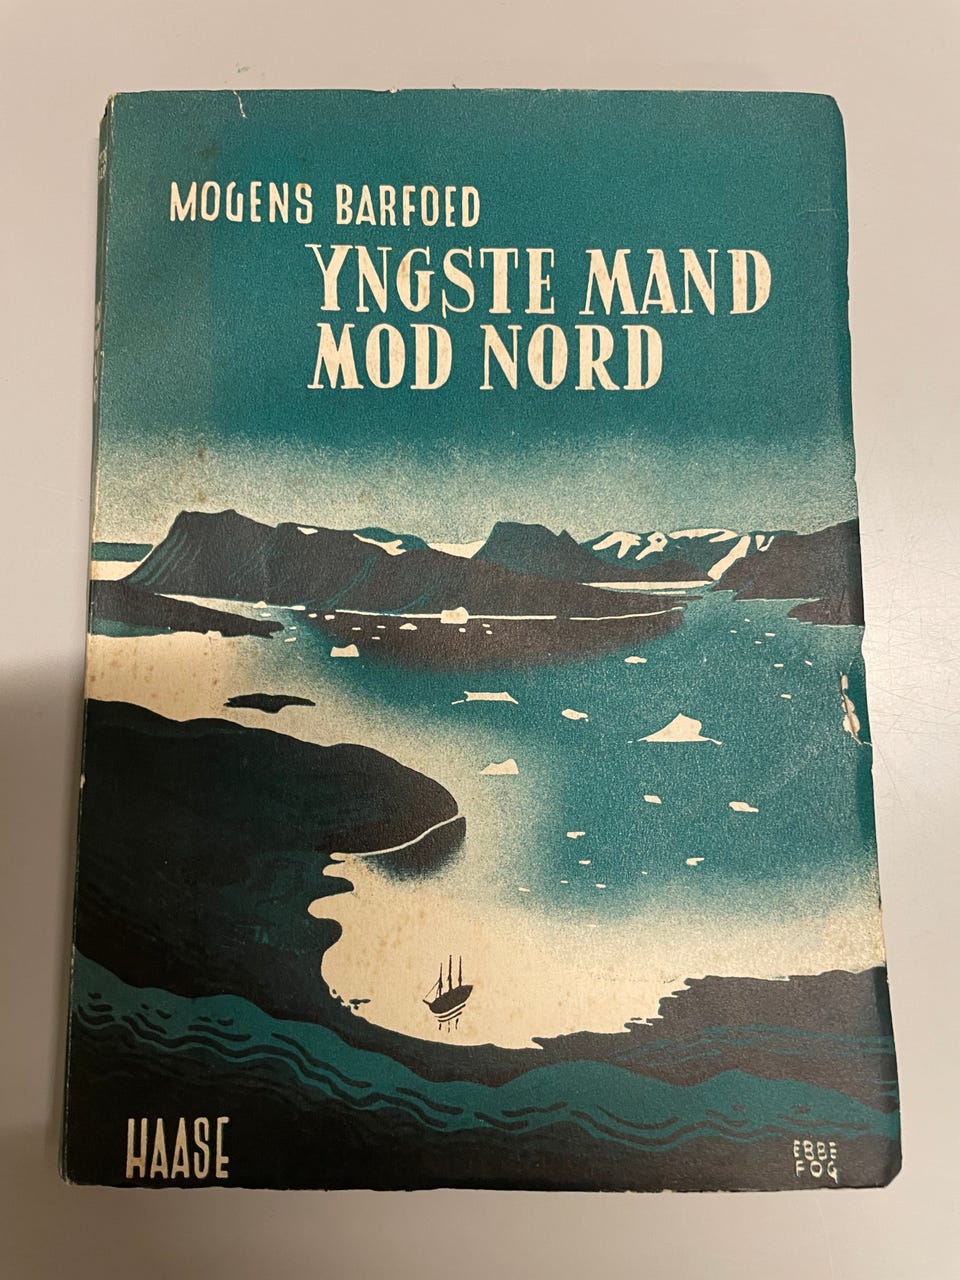 MOGENS BARFOED
YNGSTE MAND
MOD NORD
HAASE
EBBE
FOG